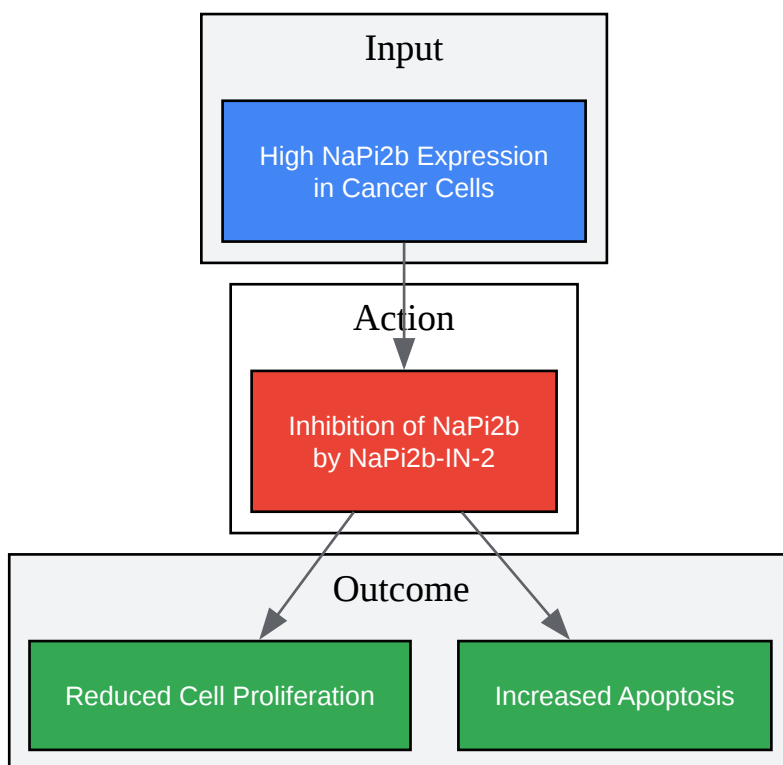 Input
High NaPi2b Expression
in Cancer Cells
Action
Inhibition of NaPi2b
by NaPi2b-IN-2
Outcome
Reduced Cell Proliferation
Increased Apoptosis